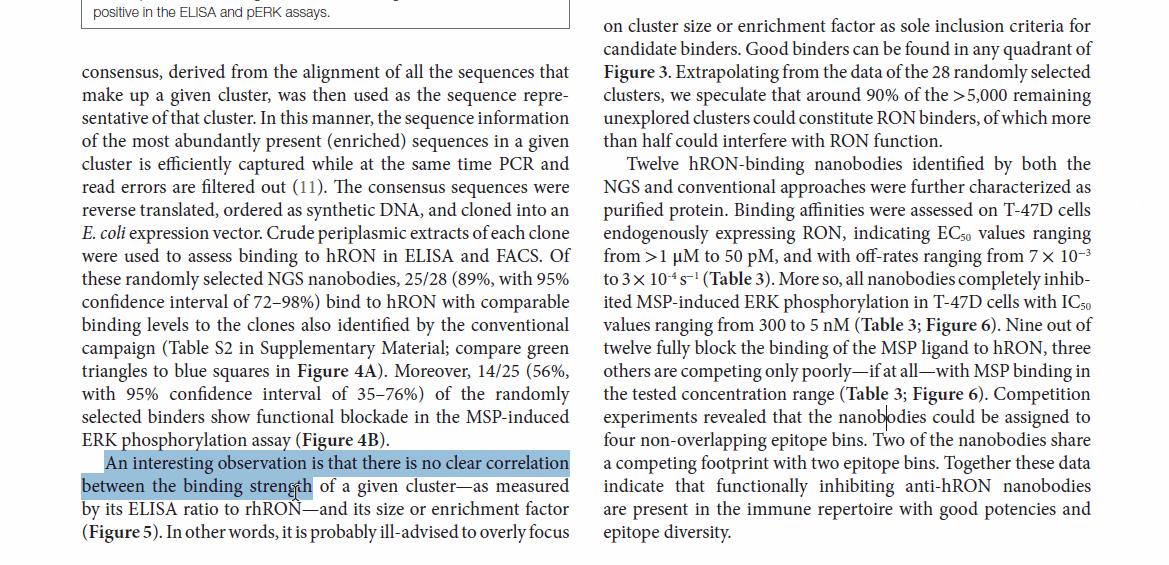 positive in the ELISA and pERK assays.
consensus, derived from the alignment of all the sequences that
make up a given cluster, was then used as the sequence repre-
sentative of that cluster. In this manner, the sequence information
of the most abundantly present (enriched) sequences in a given
cluster is efficiently captured while at the same time PCR and
read errors are filtered out (11). The consensus sequences were
reverse translated, ordered as synthetic DNA, and cloned into an
E. coli expression vector. Crude periplasmic extracts of each clone
were used to assess binding to hRON in ELISA and FACS. Of
these randomly selected NGS nanobodies, 25/28 (89%, with 95%
confidence interval of 72–98%) bind to hRON with comparable
binding levels to the clones also identified by the conventional
campaign (Table S2 in Supplementary Material; compare green
triangles to blue squares in Figure 4A). Moreover, 14/25 (56%,
with 95% confidence interval of 35–76%) of the randomly
selected binders show functional blockade in the MSP-induced
ERK phosphorylation assay (Figure 4B).
An interesting observation is that there is no clear correlation
between the binding strength of a given cluster—as measured
by its ELISA ratio to rhRON—and its size or enrichment factor
(Figure 5). In other words, it is probably ill-advised to overly focus
on cluster size or enrichment factor as sole inclusion criteria for
candidate binders. Good binders can be found in any quadrant of
Figure 3. Extrapolating from the data of the 28 randomly selected
clusters, we speculate that around 90% of the >5,000 remaining
unexplored clusters could constitute RON binders, of which more
than half could interfere with RON function.
Twelve hRON-binding nanobodies identified by both the
NGS and conventional approaches were further characterized as
purified protein. Binding affinities were assessed on T-47D cells
endogenously expressing RON, indicating EC₅₀ values ranging
from >1 μM to 50 pM, and with off-rates ranging from 7 × 10⁻³
to 3 × 10⁻⁴ s⁻¹ (Table 3). More so, all nanobodies completely inhib-
ited MSP-induced ERK phosphorylation in T-47D cells with IC₅₀
values ranging from 300 to 5 nM (Table 3; Figure 6). Nine out of
twelve fully block the binding of the MSP ligand to hRON, three
others are competing only poorly—if at all—with MSP binding in
the tested concentration range (Table 3; Figure 6). Competition
experiments revealed that the nanobodies could be assigned to
four non-overlapping epitope bins. Two of the nanobodies share
a competing footprint with two epitope bins. Together these data
indicate that functionally inhibiting anti-hRON nanobodies
are present in the immune repertoire with good potencies and
epitope diversity.